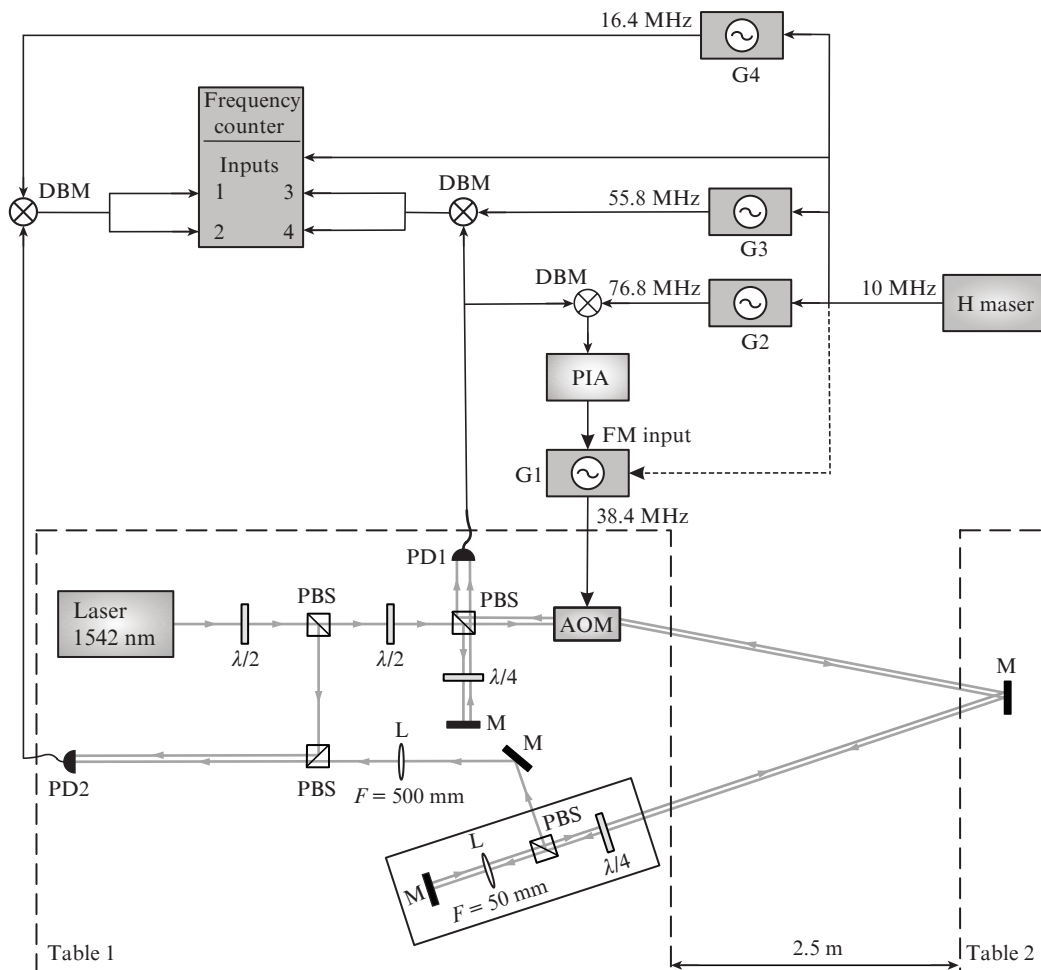 16.4 MHz
G4
Frequency
counter
Inputs
1 3
2 4
DBM
DBM
55.8 MHz
G3
DBM
76.8 MHz
G2
10 MHz
H maser
PIA
FM input
G1
38.4 MHz
PD1
PBS
PBS
Laser
1542 nm
λ/2
λ/2
AOM
λ/4
M
M
L
M
PD2
PBS
F = 500 mm
PBS
L
λ/4
M
F = 50 mm
Table 1
2.5 m
Table 2